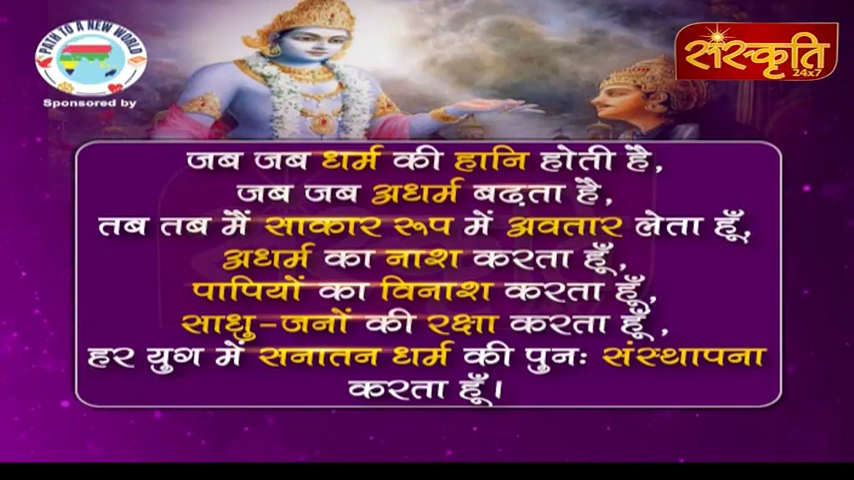 PATH TO A NEW WORLD
Sponsored by
संस्कृति
24x7
जब जब धर्म की हानि होती है,
जब जब अधर्म बढ़ता है,
तब तब मैं साकार रूप में अवतार लेता हूँ,
अधर्म का नाश करता हूँ,
पापियों का विनाश करता हूँ,
साधु-जनों की रक्षा करता हूँ,
हर युग में सनातन धर्म की पुनः संस्थापना
करता हूँ।